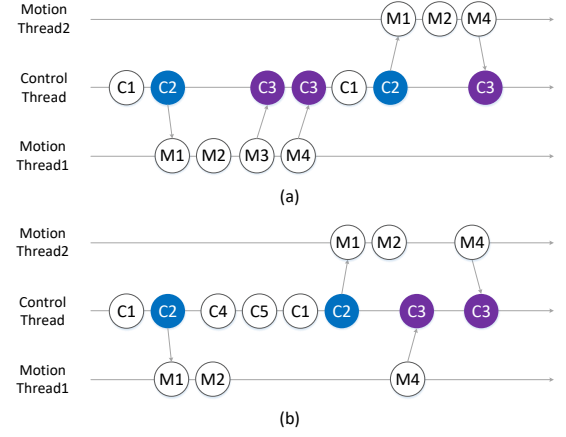 Motion
Thread2
M1 M2 M4
Control
Thread
C1 C2 C3 C3 C1 C2 C3
Motion
Thread1
M1 M2 M3 M4
(a)
Motion
Thread2
M1 M2 M4
Control
Thread
C1 C2 C4 C5 C1 C2 C3 C3
Motion
Thread1
M1 M2 M4
(b)